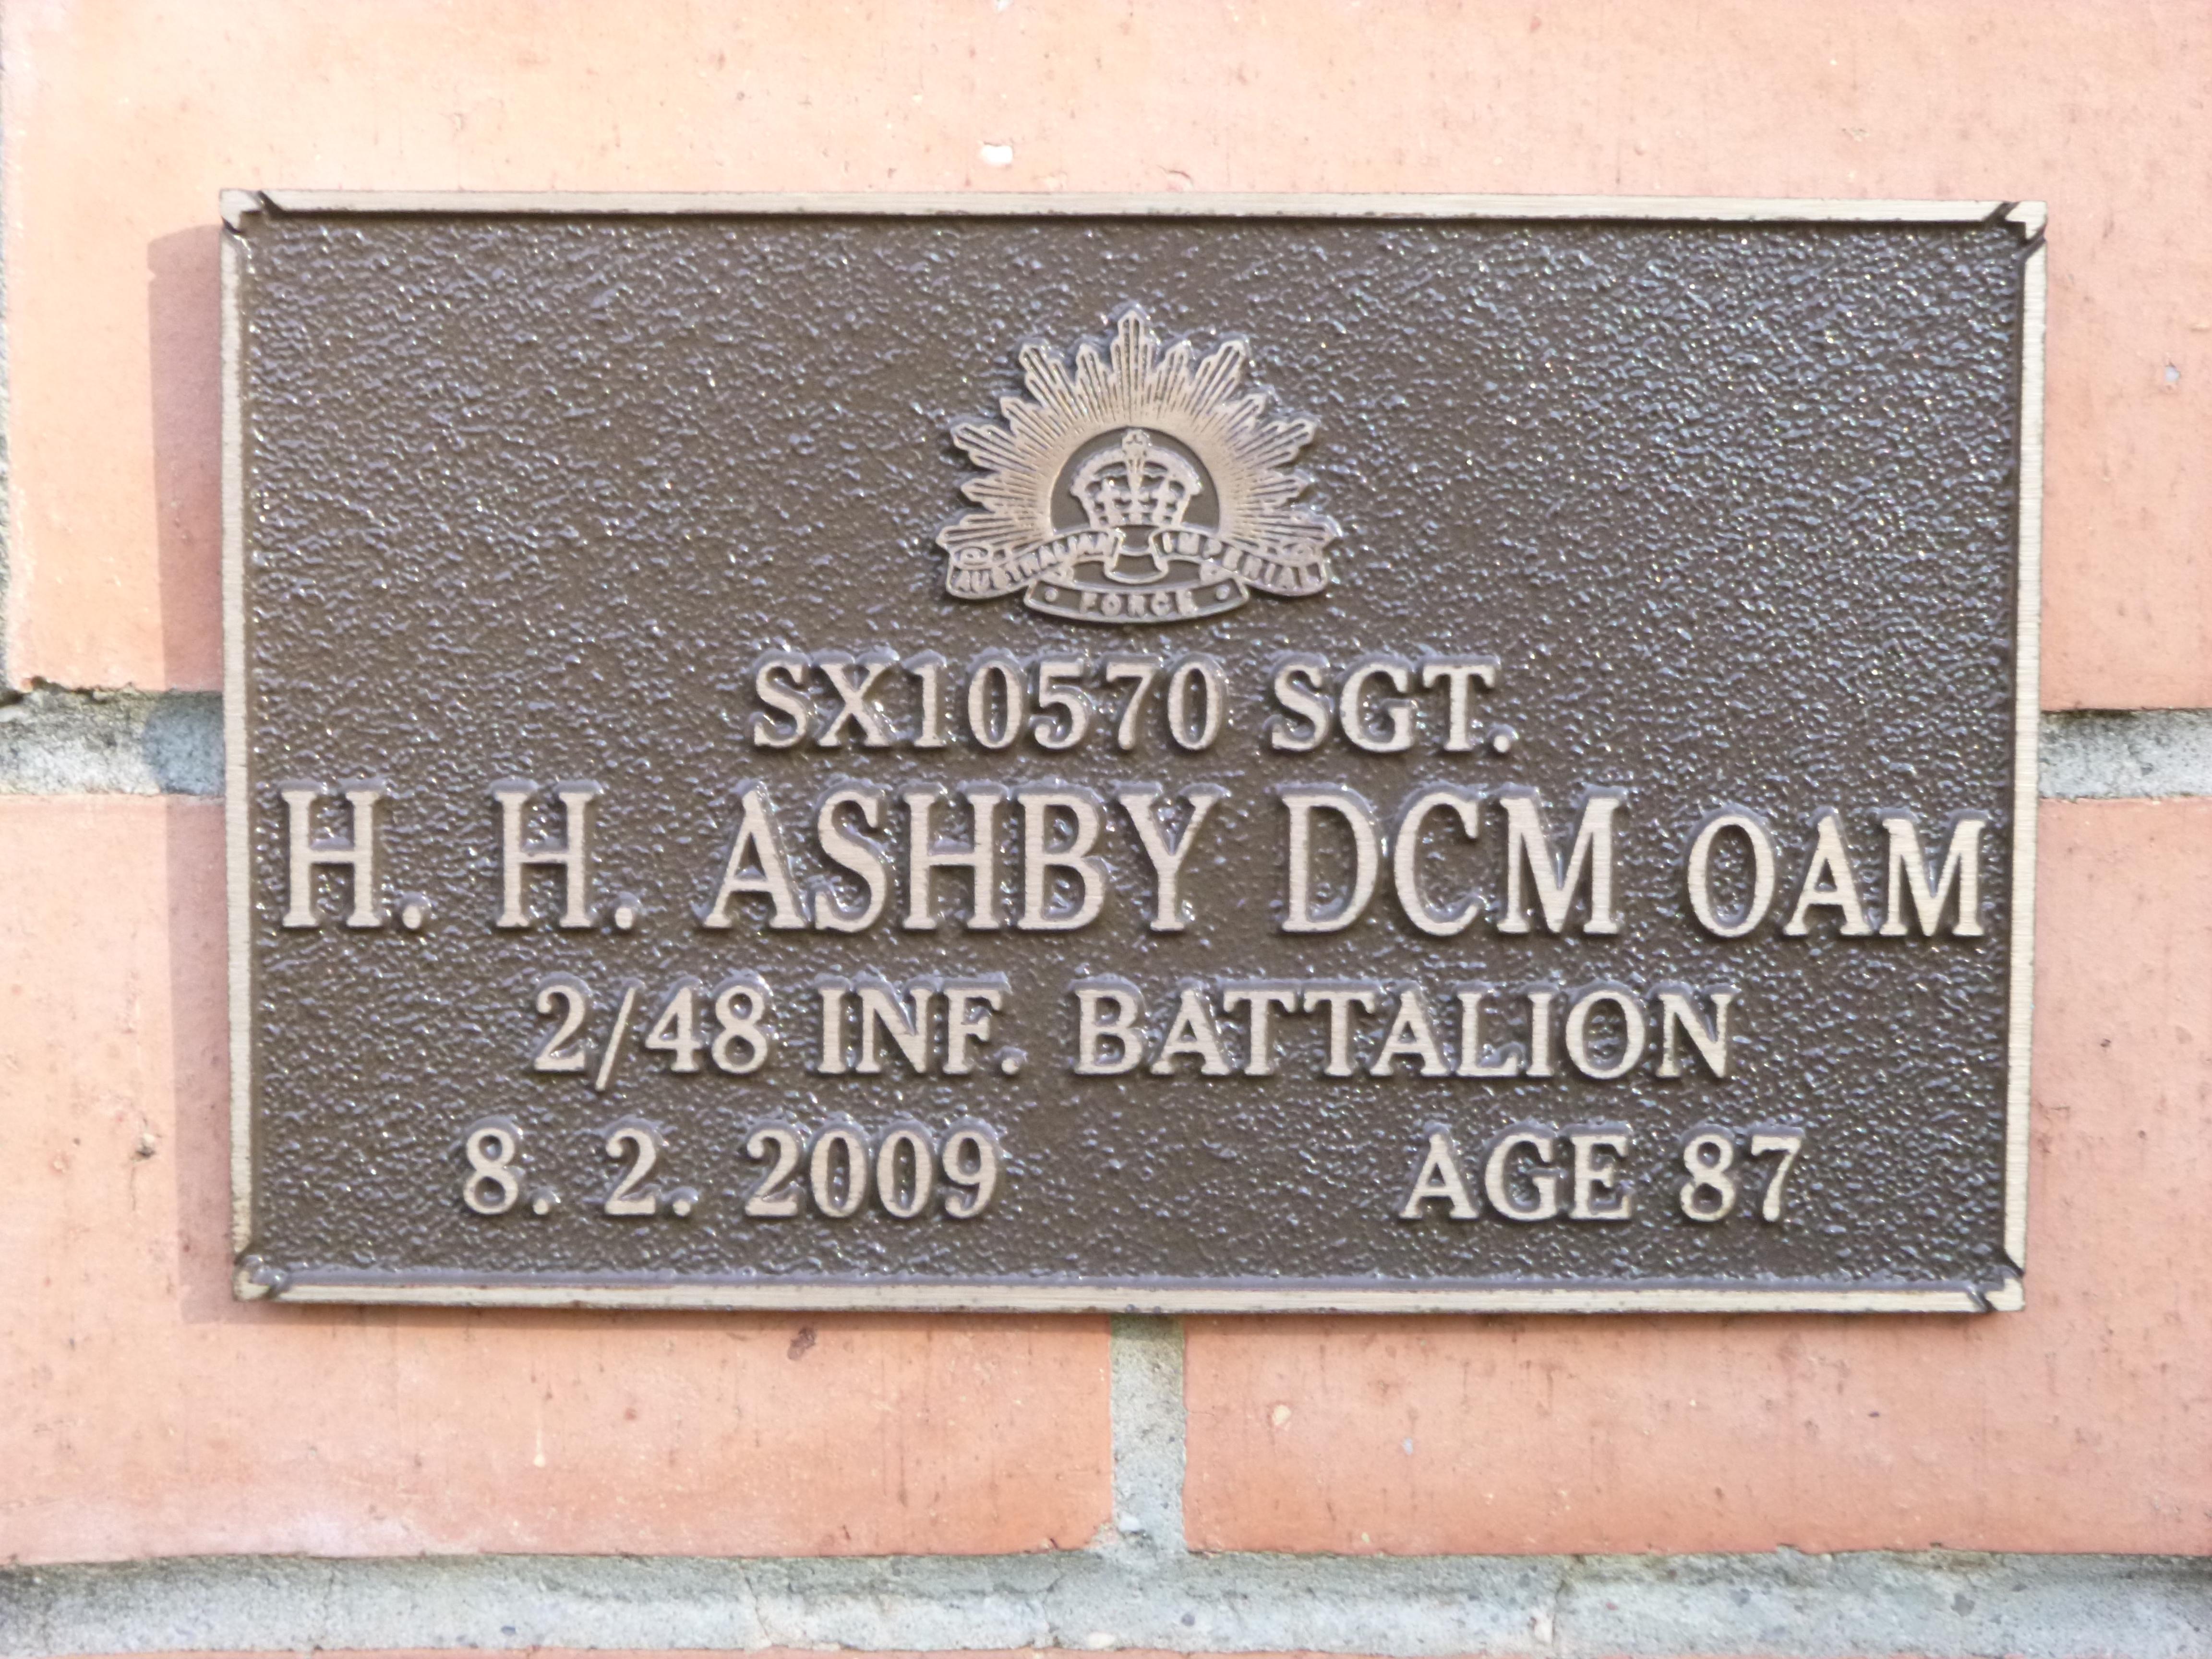 AUSTRALIAN IMPERIAL
FORCE
SX10570 SGT.
H. H. ASHBY DCM OAM
2/48 INF. BATTALION
8. 2. 2009 AGE 87